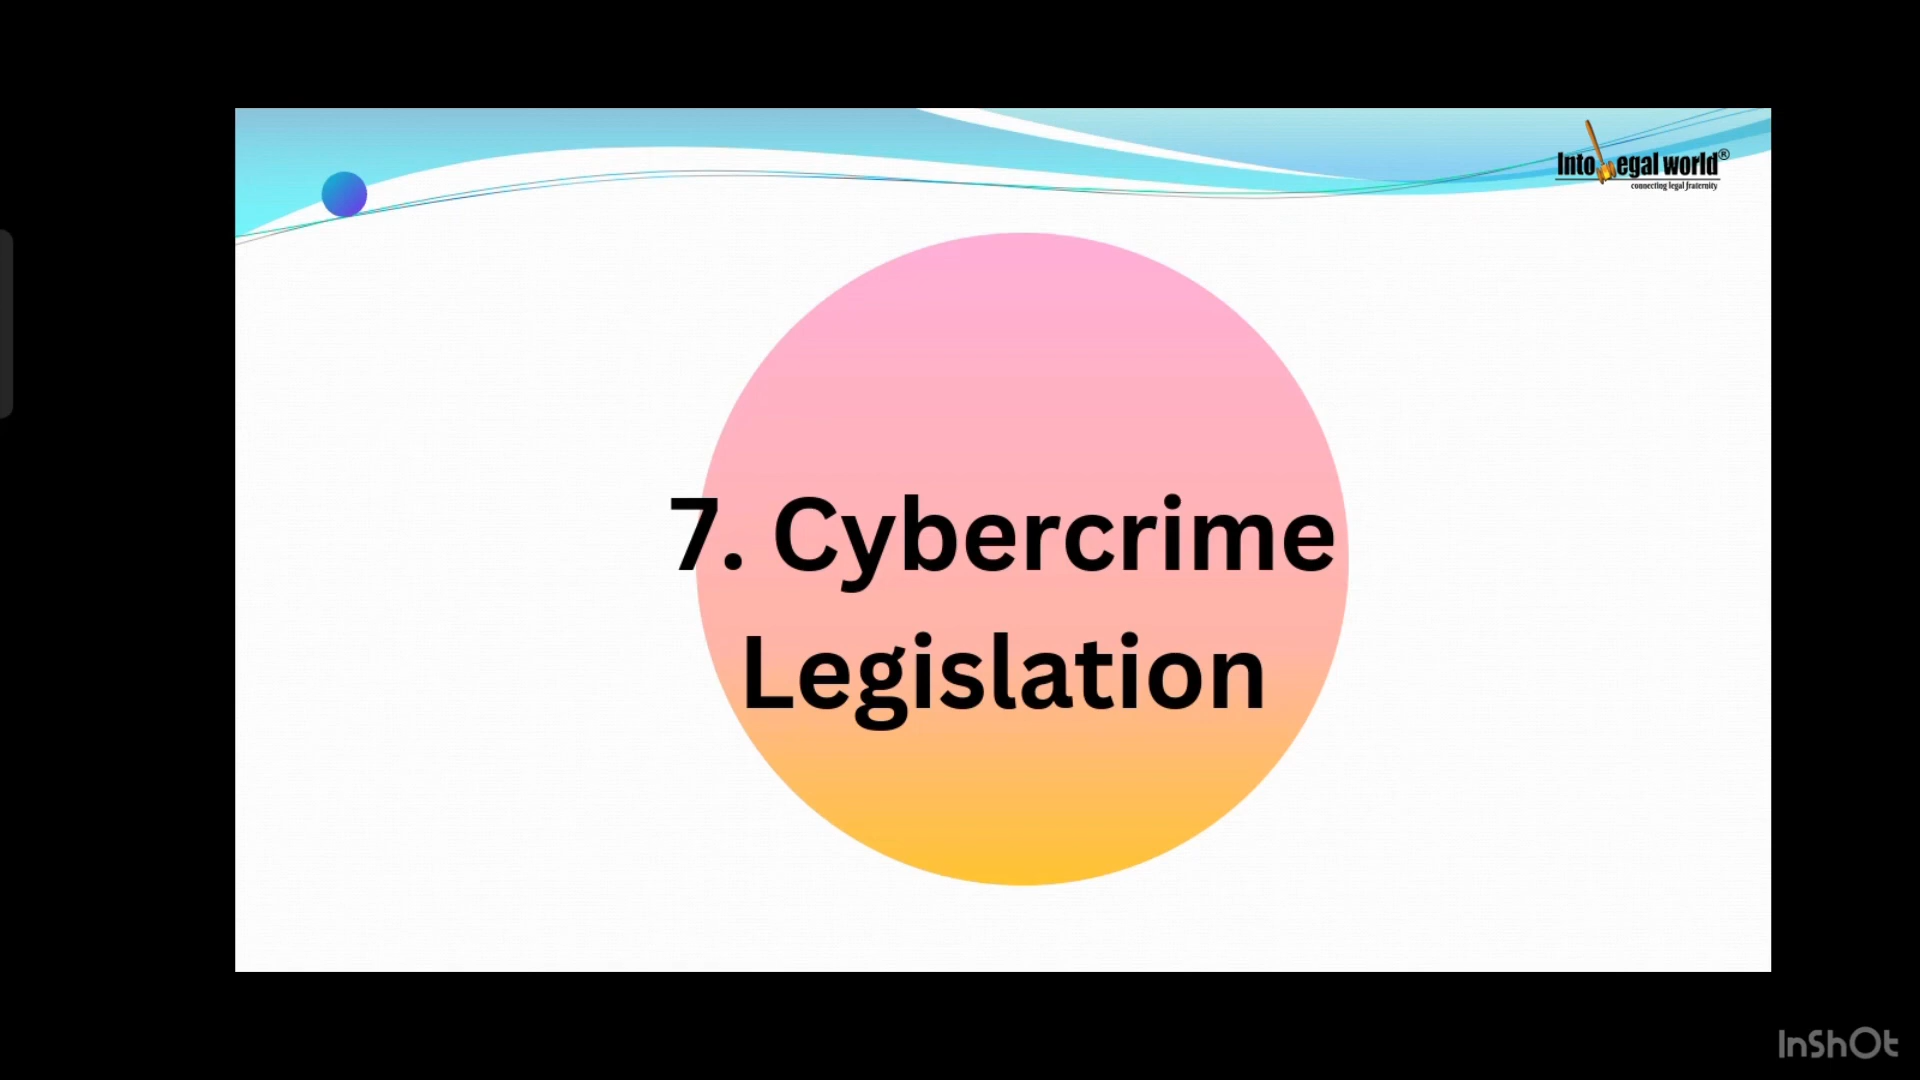 Into Legal world®
connecting legal fraternity
7. Cybercrime
Legislation
InShOt